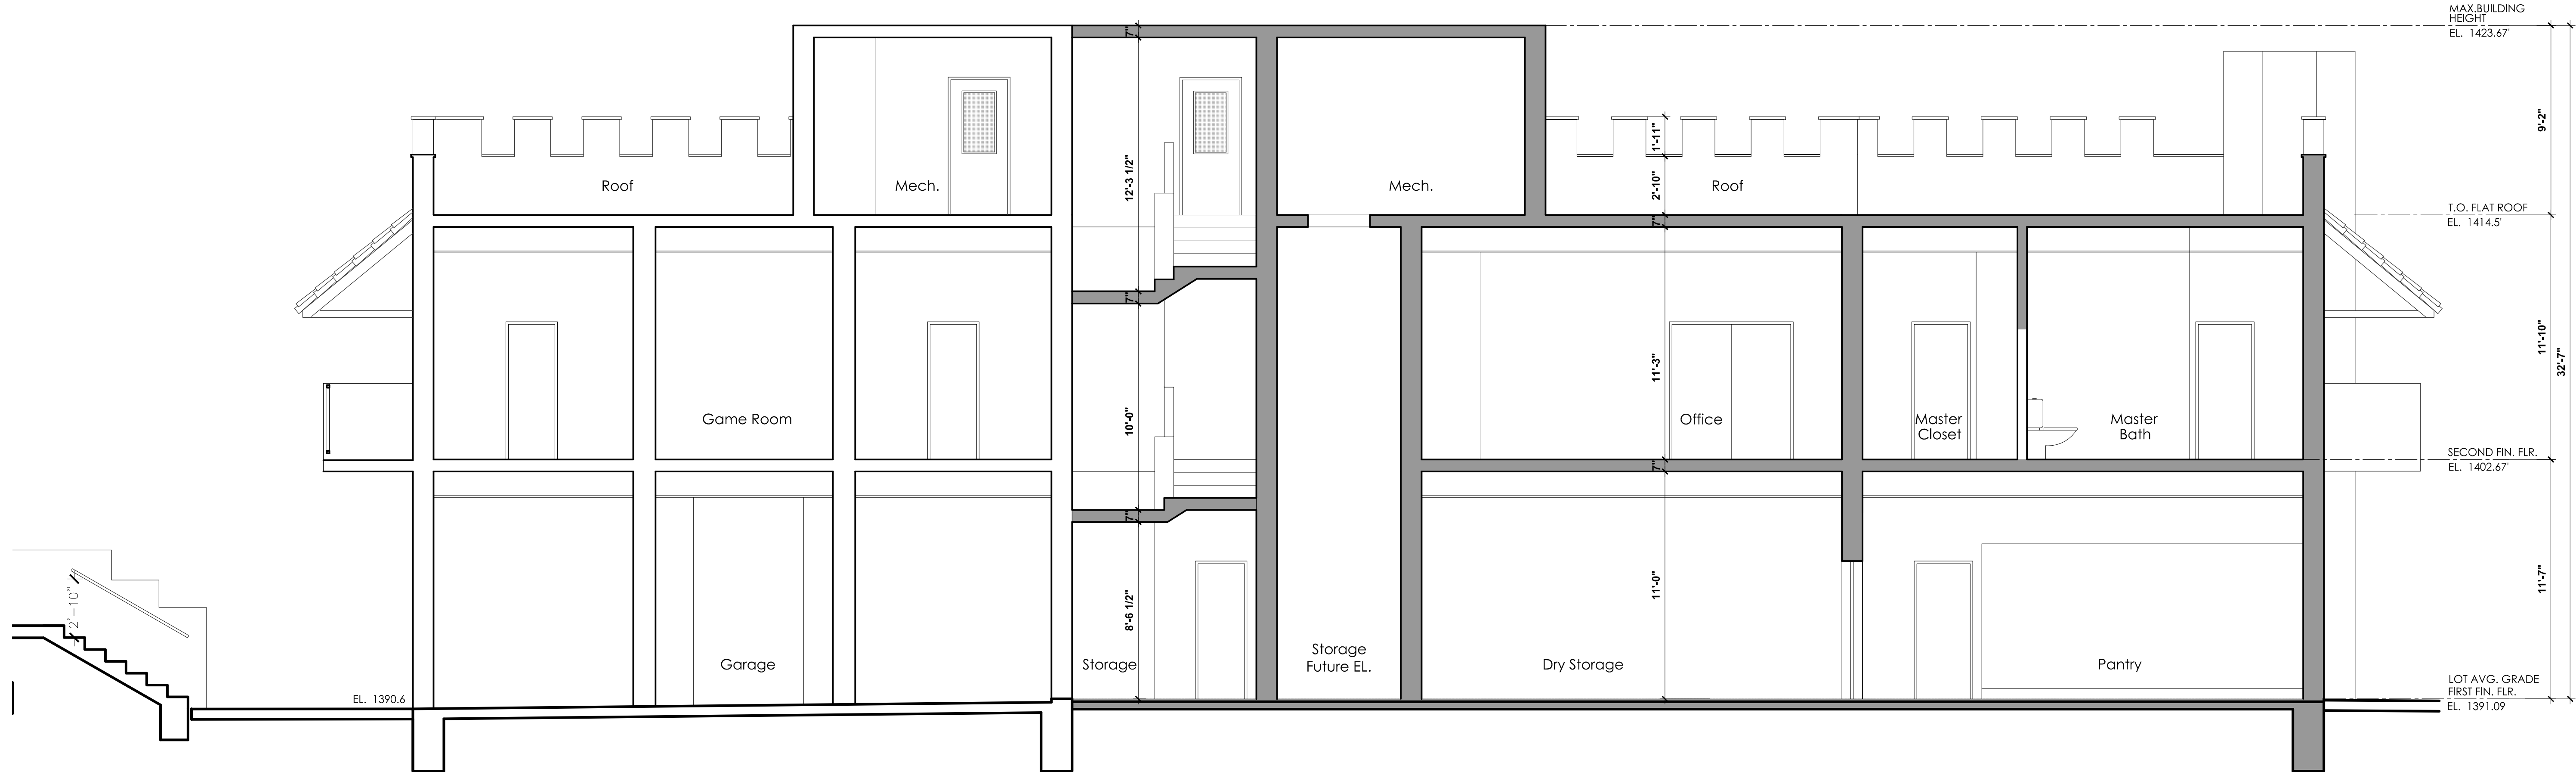 MAX.BUILDING
HEIGHT
EL. 1423.67'
7"
9'-2"
1'-11"
12'-3 1/2"
Roof
Mech.
Mech.
2'-10"
Roof
T.O. FLAT ROOF
EL. 1414.5'
7"
7"
11'-10"
32'-7"
11'-3"
10'-0"
Game Room
Office
Master
Closet
Master
Bath
SECOND FIN. FLR.
EL. 1402.67'
7"
7"
11'-7"
11'-0"
8'-6 1/2"
2'-10"
Garage
Storage
Storage
Future EL.
Dry Storage
Pantry
EL. 1390.6
LOT AVG. GRADE
FIRST FIN. FLR.
EL. 1391.09